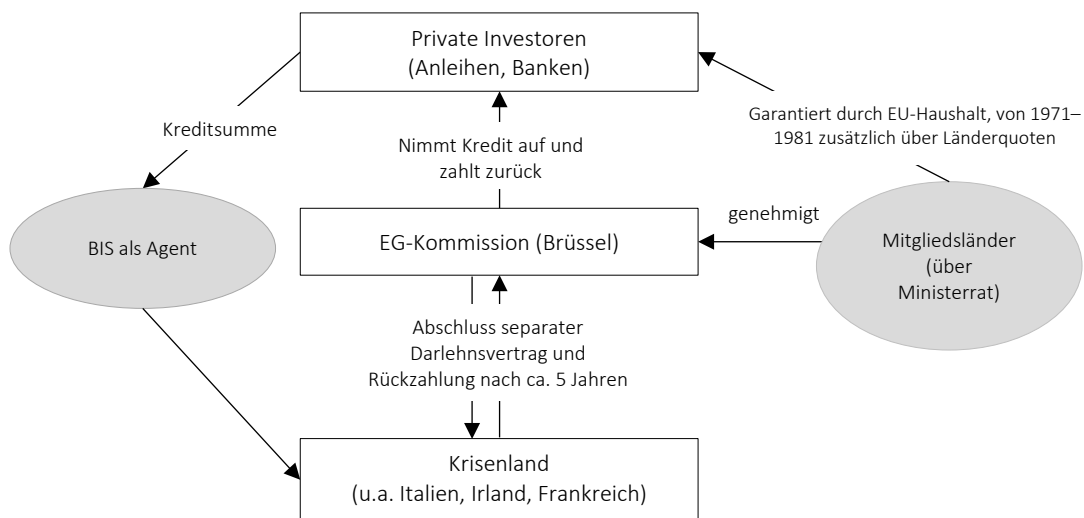 Private Investoren
(Anleihen, Banken)
Kreditsumme
Nimmt Kredit auf und
zahlt zurück
Garantiert durch EU-Haushalt, von 1971–
1981 zusätzlich über Länderquoten
BIS als Agent
EG-Kommission (Brüssel)
genehmigt
Mitgliedsländer
(über
Ministerrat)
Abschluss separater
Darlehnsvertrag und
Rückzahlung nach ca. 5 Jahren
Krisenland
(u.a. Italien, Irland, Frankreich)